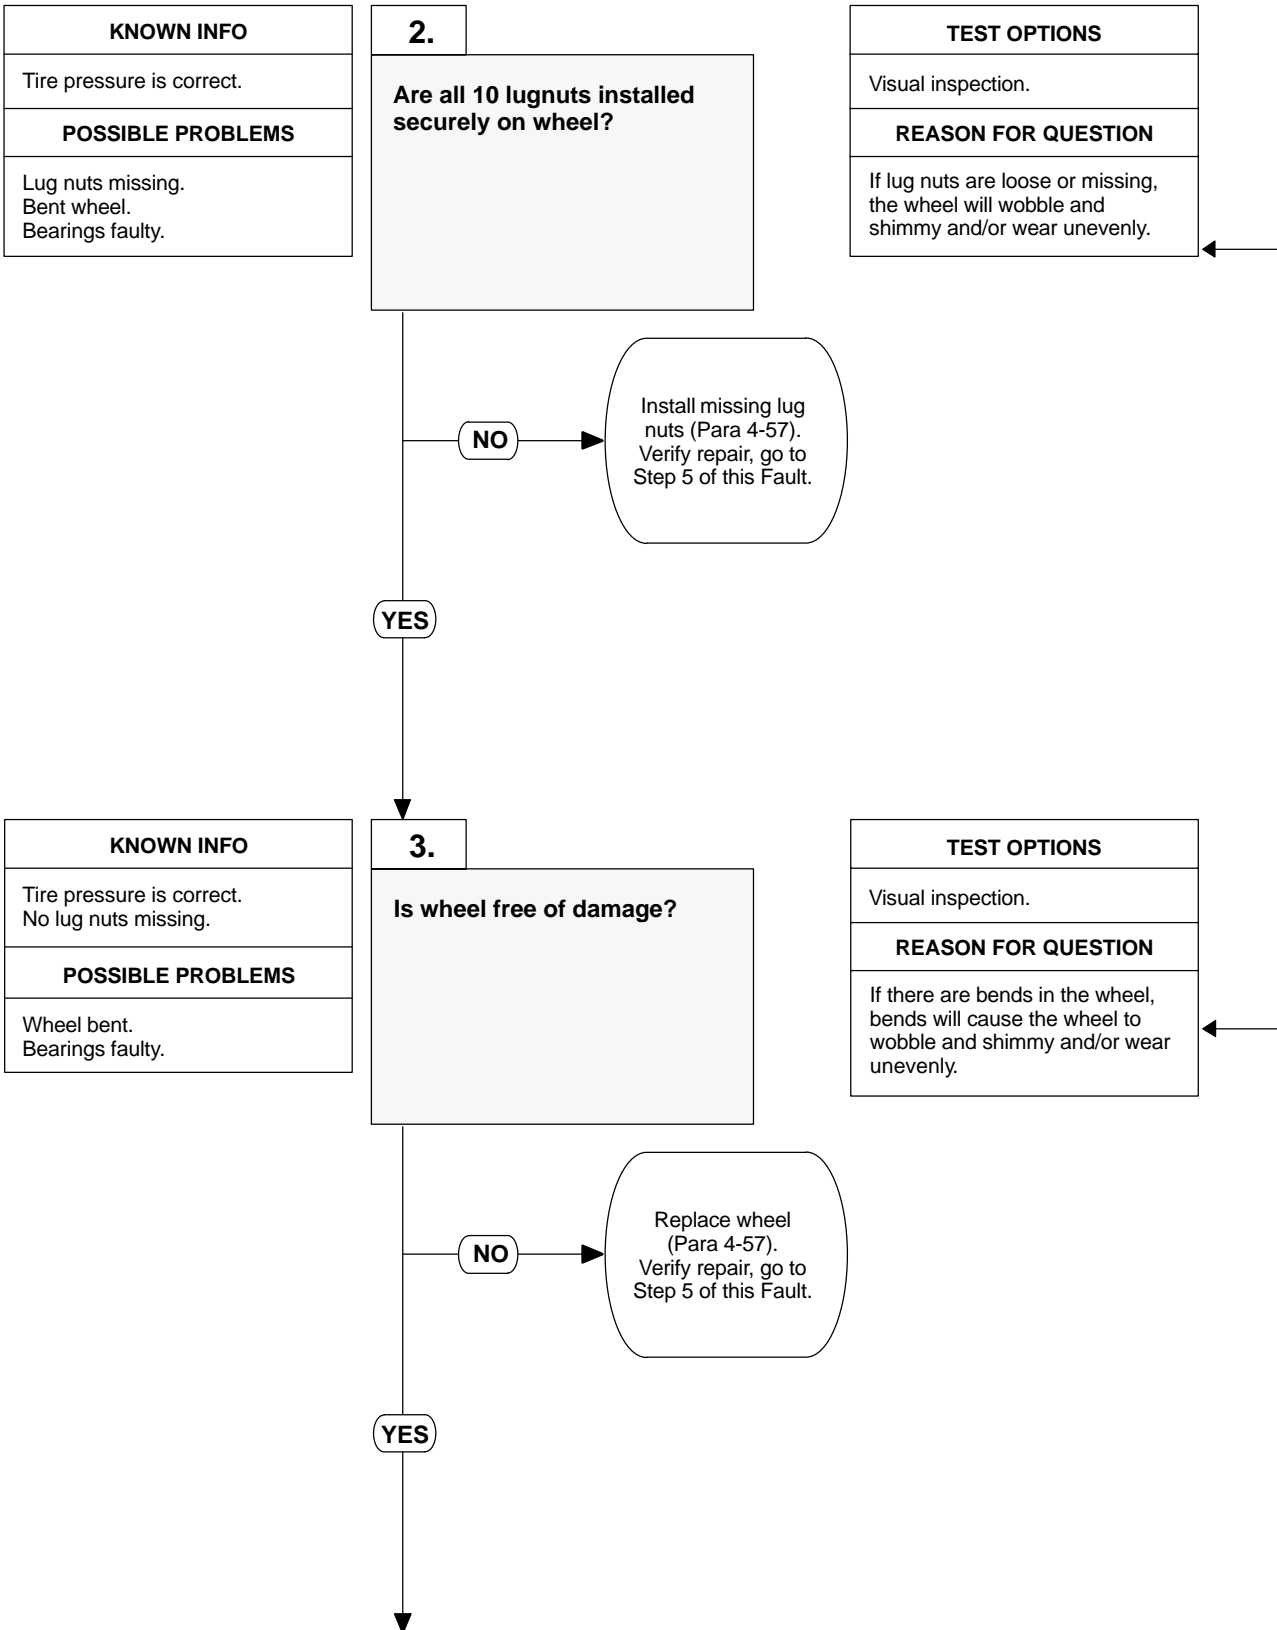 KNOWN INFO
Tire pressure is correct.
POSSIBLE PROBLEMS
Lug nuts missing.
Bent wheel.
Bearings faulty.
2.
Are all 10 lugnuts installed
securely on wheel?
TEST OPTIONS
Visual inspection.
REASON FOR QUESTION
If lug nuts are loose or missing,
the wheel will wobble and
shimmy and/or wear unevenly.
NO
Install missing lug
nuts (Para 4-57).
Verify repair, go to
Step 5 of this Fault.
YES
KNOWN INFO
Tire pressure is correct.
No lug nuts missing.
POSSIBLE PROBLEMS
Wheel bent.
Bearings faulty.
3.
Is wheel free of damage?
TEST OPTIONS
Visual inspection.
REASON FOR QUESTION
If there are bends in the wheel,
bends will cause the wheel to
wobble and shimmy and/or wear
unevenly.
NO
Replace wheel
(Para 4-57).
Verify repair, go to
Step 5 of this Fault.
YES